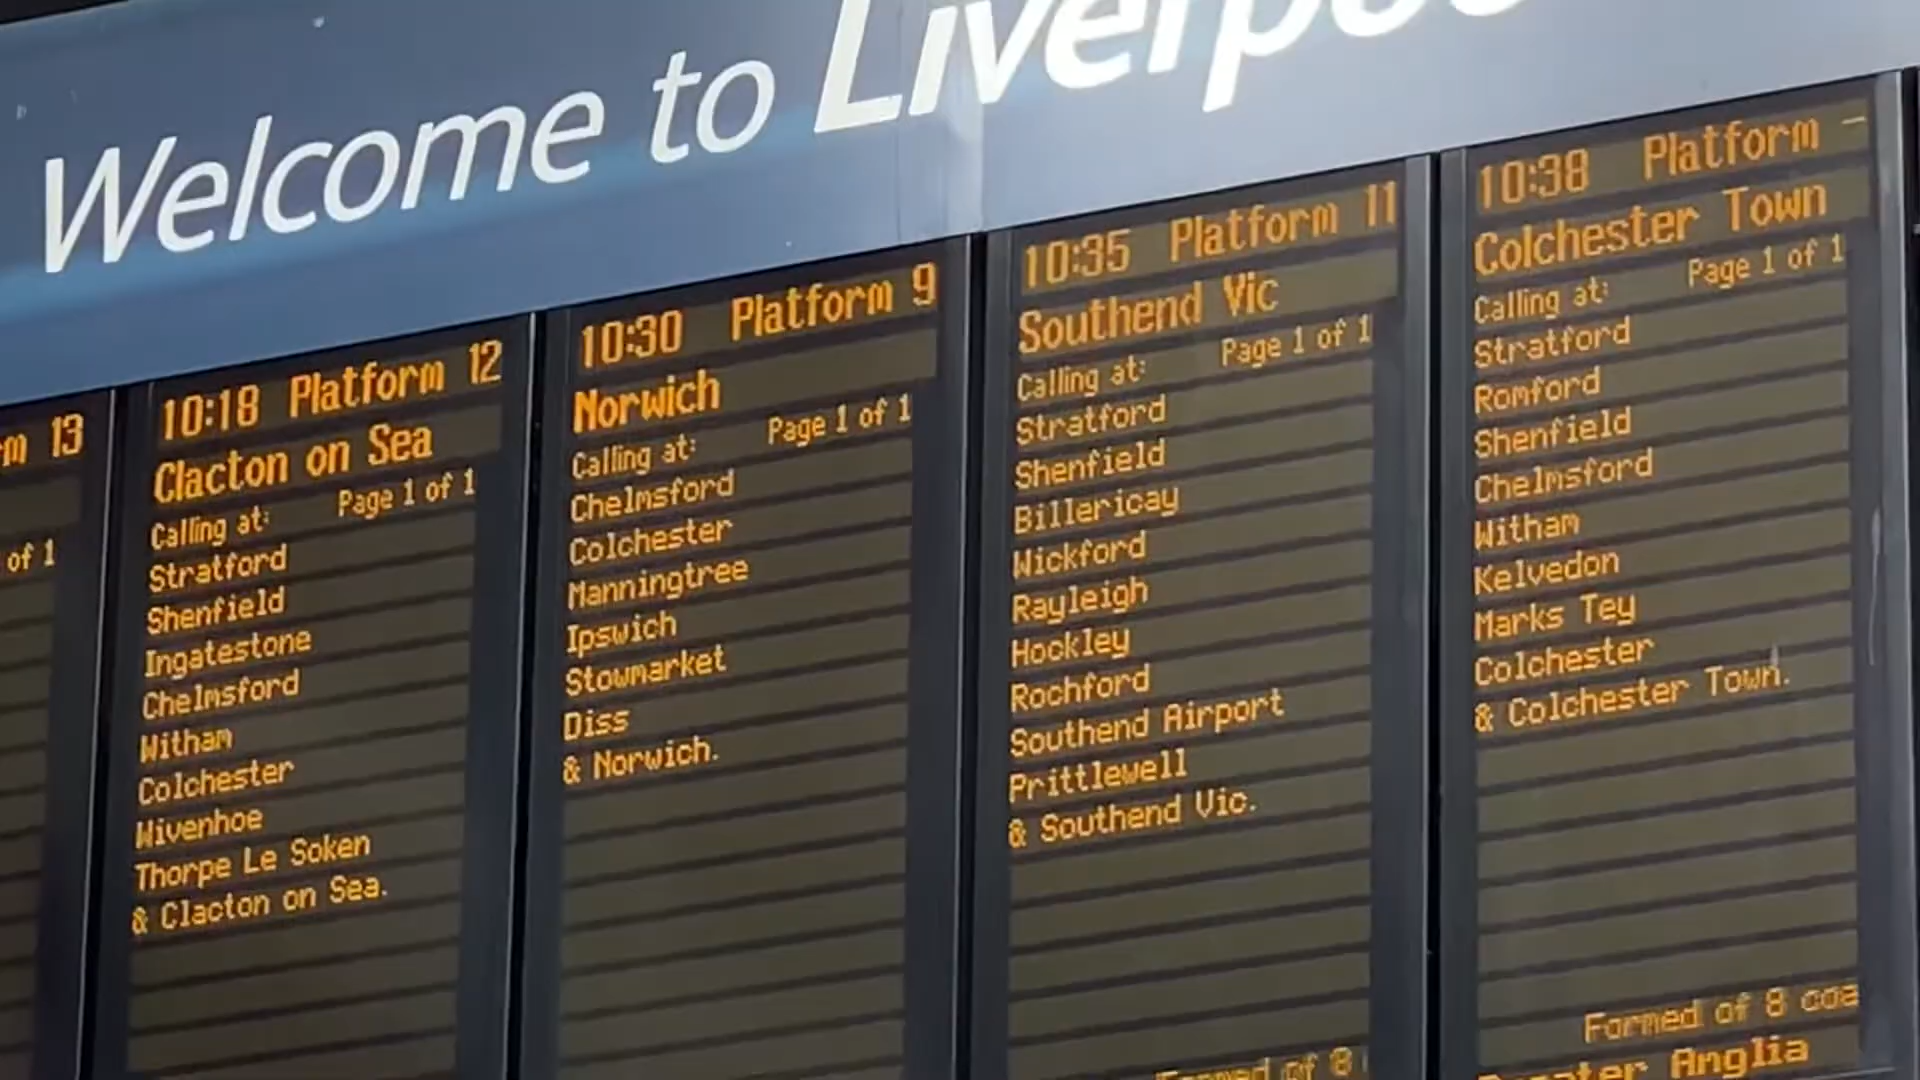 Welcome to
13
of 1
10:18 Platform 12
Clacton on Sea
Page 1 of 1
Calling at:
Stratford
Shenfield
Ingatestone
Chelmsford
Witham
Colchester
Wivenhoe
Thorpe Le Soken
& Clacton on Sea.
10:30 Platform 9
Norwich
Page 1 of 1
Calling at:
Chelmsford
Colchester
Manningtree
Ipswich
Stowmarket
Diss
& Norwich.
10:35 Platform 11
Southend Vic
Page 1 of 1
Calling at:
Stratford
Shenfield
Billericay
Wickford
Rayleigh
Hockley
Rochford
Southend Airport
Prittlewell
& Southend Vic.
Formed of 8
10:38 Platform -
Colchester Town
Page 1 of 1
Calling at:
Stratford
Romford
Shenfield
Chelmsford
Witham
Kelvedon
Marks Tey
Colchester
& Colchester Town.
Formed of 8 coa
Anglia